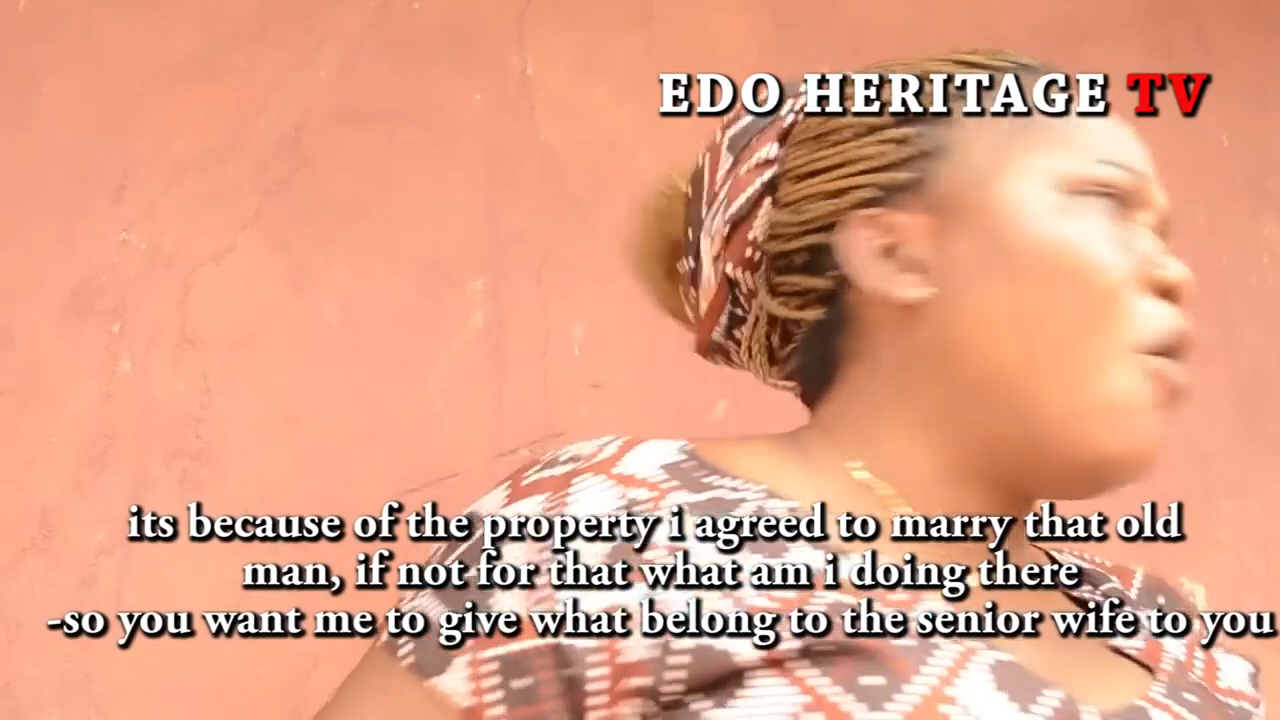 EDO HERITAGE TV
its because of the property i agreed to marry that old
man, if not for that what am i doing there
-so you want me to give what belong to the senior wife to you